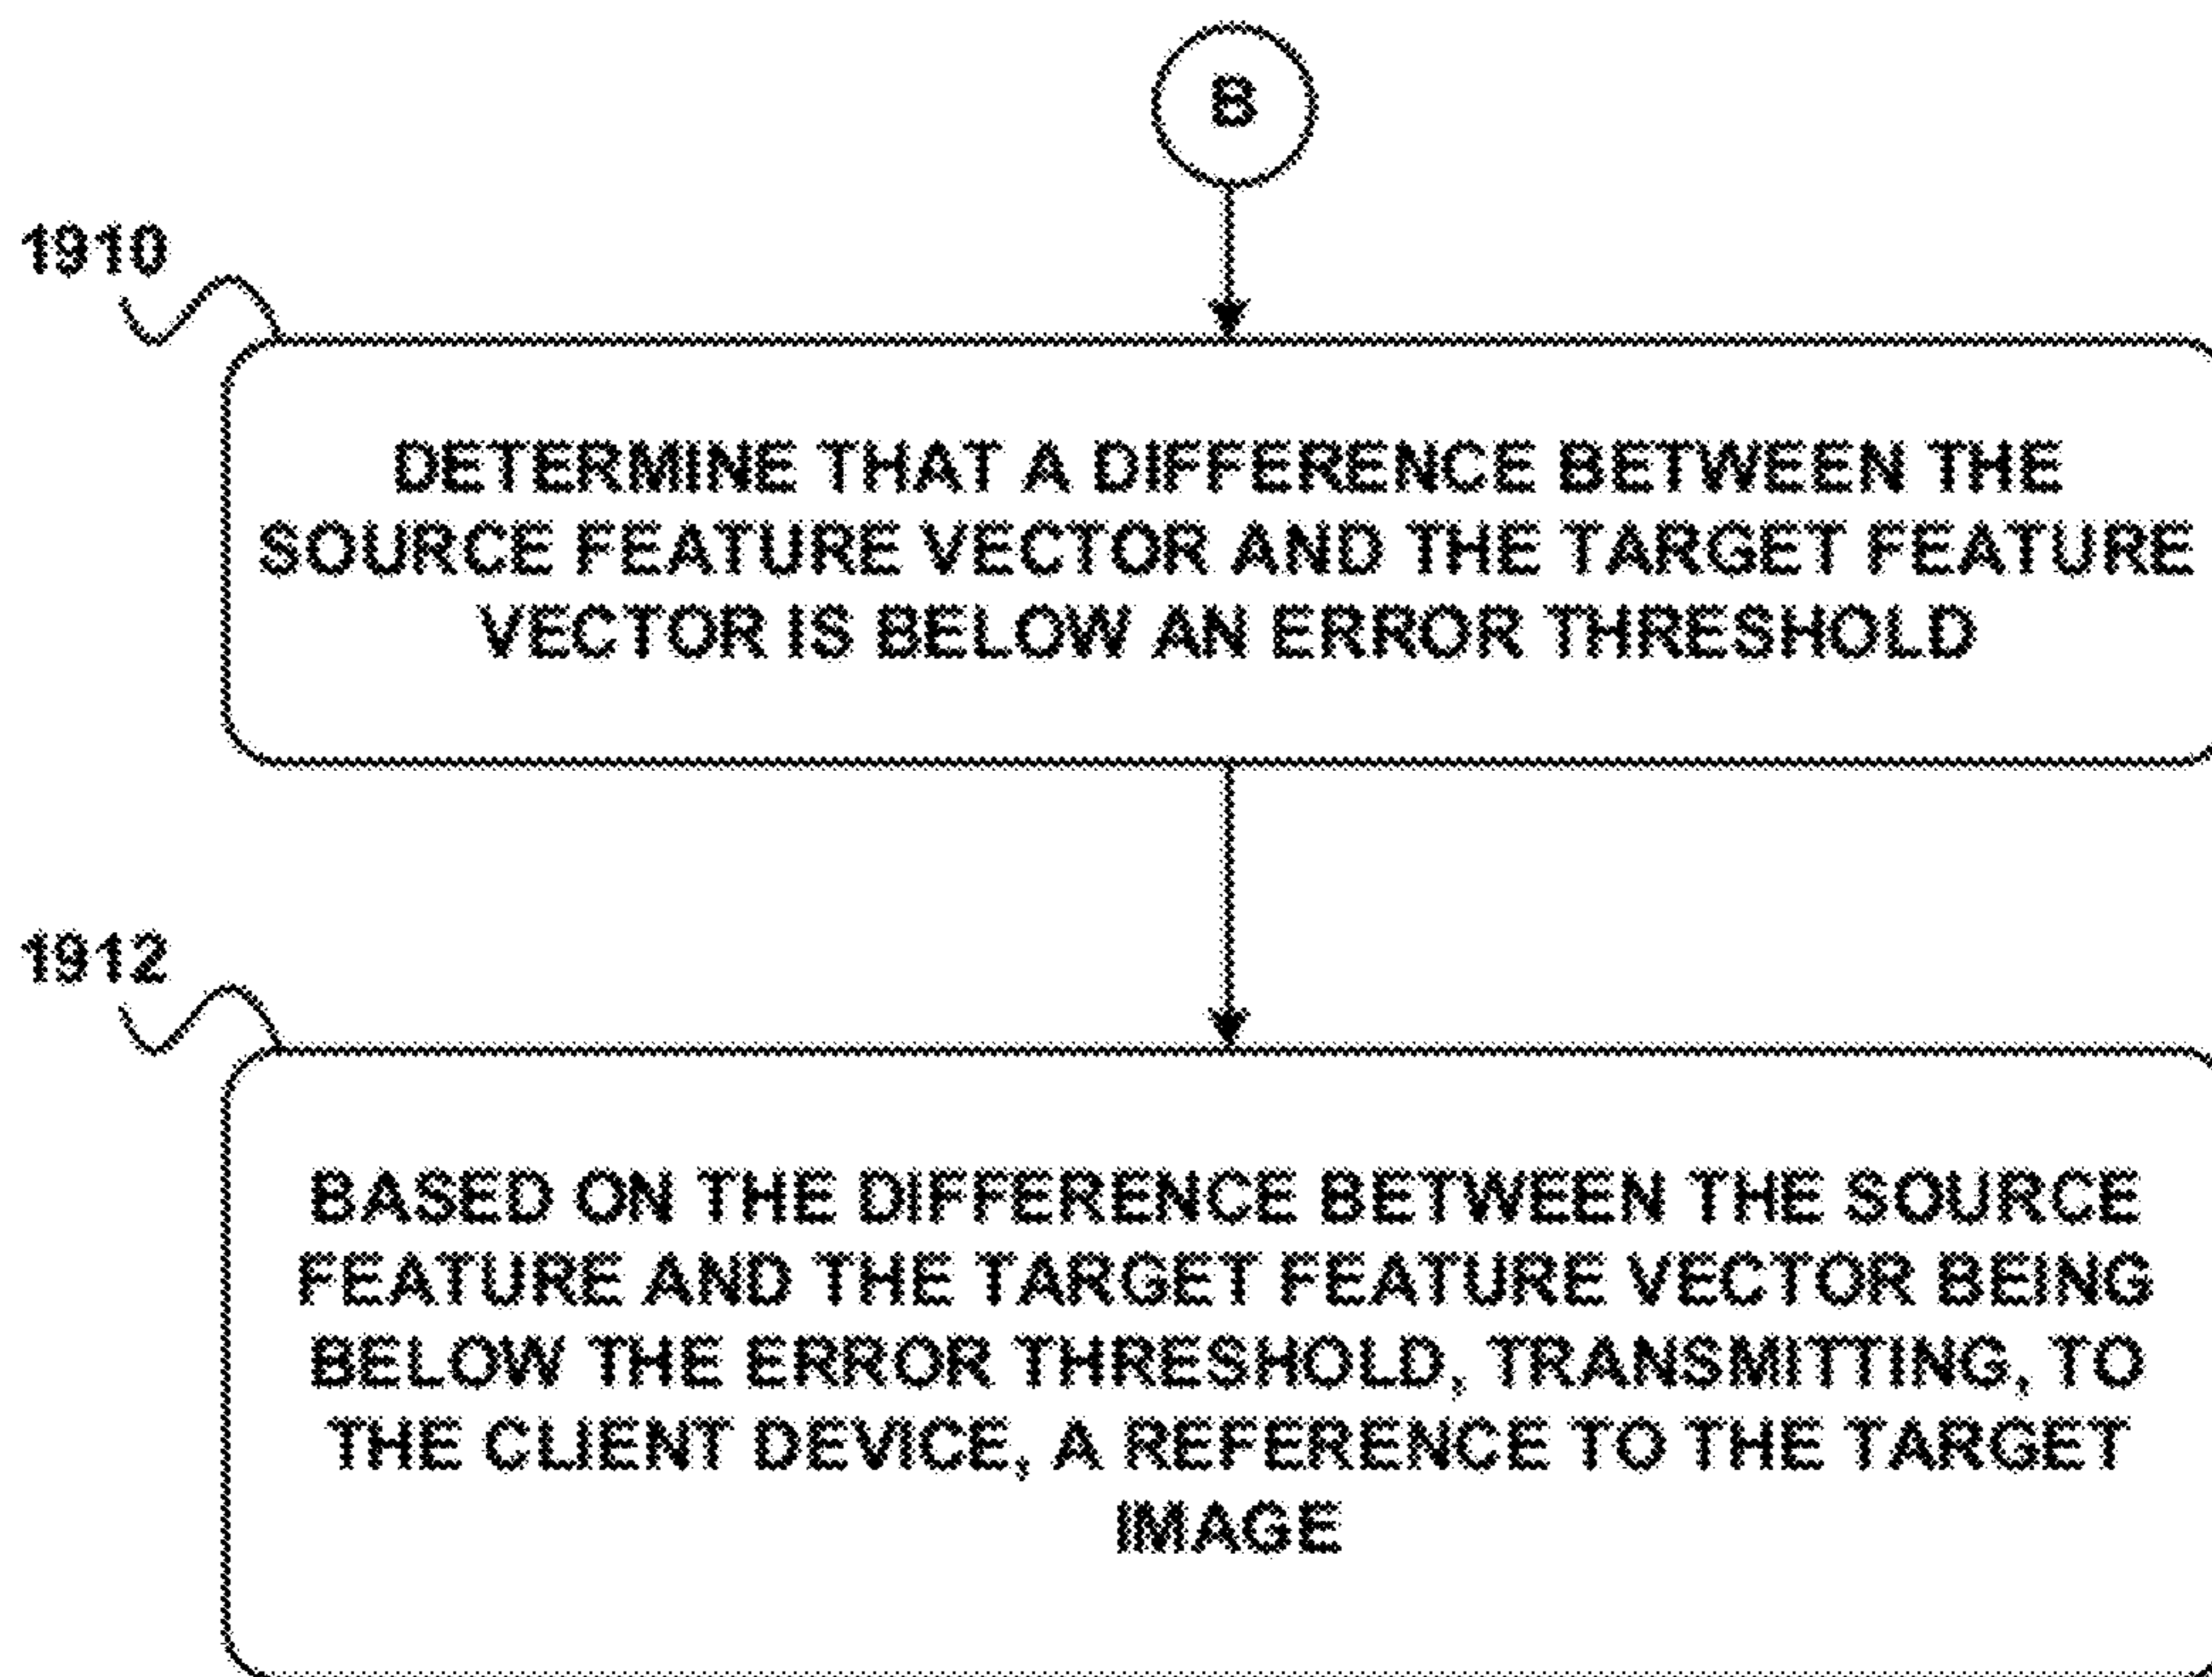 B
1910
DETERMINE THAT A DIFFERENCE BETWEEN THE
SOURCE FEATURE VECTOR AND THE TARGET FEATURE
VECTOR IS BELOW AN ERROR THRESHOLD
1912
BASED ON THE DIFFERENCE BETWEEN THE SOURCE
FEATURE AND THE TARGET FEATURE VECTOR BEING
BELOW THE ERROR THRESHOLD, TRANSMITTING, TO
THE CLIENT DEVICE, A REFERENCE TO THE TARGET
IMAGE